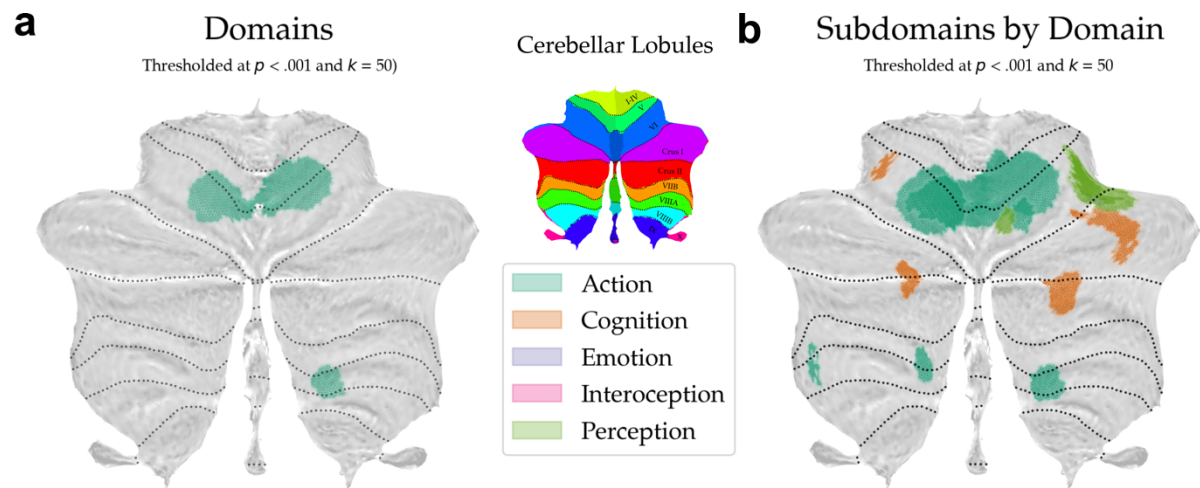 a
Domains
Thresholded at p < .001 and k = 50)
Cerebellar Lobules
I-IV
V
VI
Crus I
Crus II
VIIB
VIIIA
VIIIB
IX
X
Action
Cognition
Emotion
Interoception
Perception
b
Subdomains by Domain
Thresholded at p < .001 and k = 50